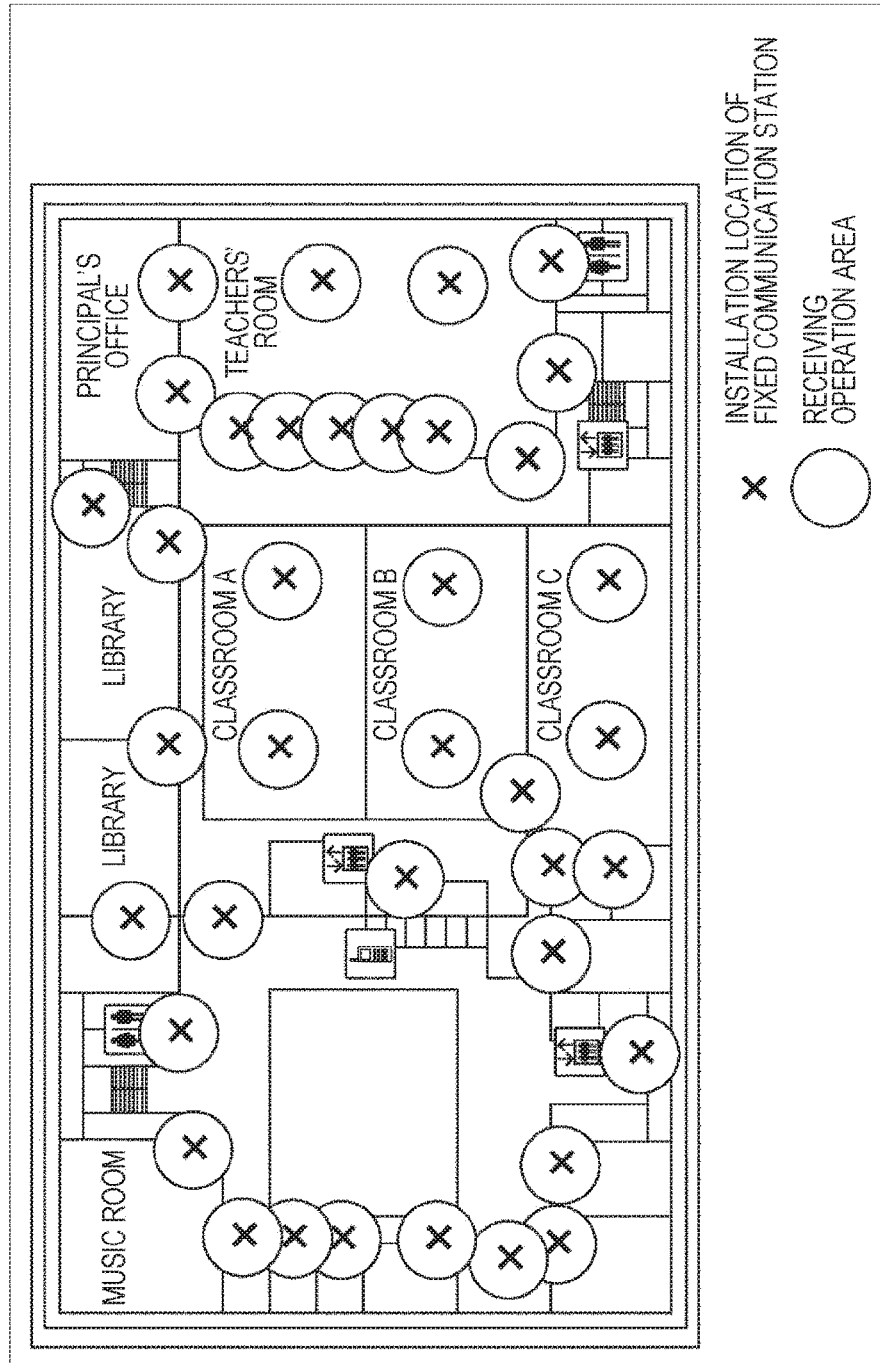 MUSIC ROOM
LIBRARY
LIBRARY
PRINCIPAL'S
OFFICE
CLASSROOM A
TEACHERS'
ROOM
CLASSROOM B
CLASSROOM C
INSTALLATION LOCATION OF
FIXED COMMUNICATION STATION
RECEIVING
OPERATION AREA